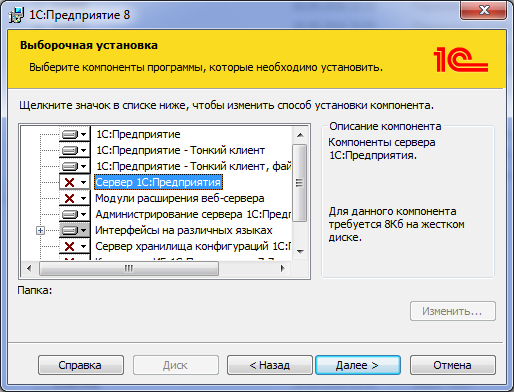 1С:Предприятие 8
Выборочная установка
Выберите компоненты программы, которые необходимо установить.
1С
Щелкните значок в списке ниже, чтобы изменить способ установки компонента.
1С:Предприятие
1С:Предприятие - Тонкий клиент
1С:Предприятие - Тонкий клиент, фай
Сервер 1С:Предприятия
Модули расширения веб-сервера
Администрирование сервера 1С:Предп
Интерфейсы на различных языках
Сервер хранилища конфигураций 1С:П
Описание компонента
Компоненты сервера
1С:Предприятия.
Для данного компонента
требуется 8Кб на жестком
диске.
Папка:
Изменить...
Справка
Диск
< Назад
Далее >
Отмена